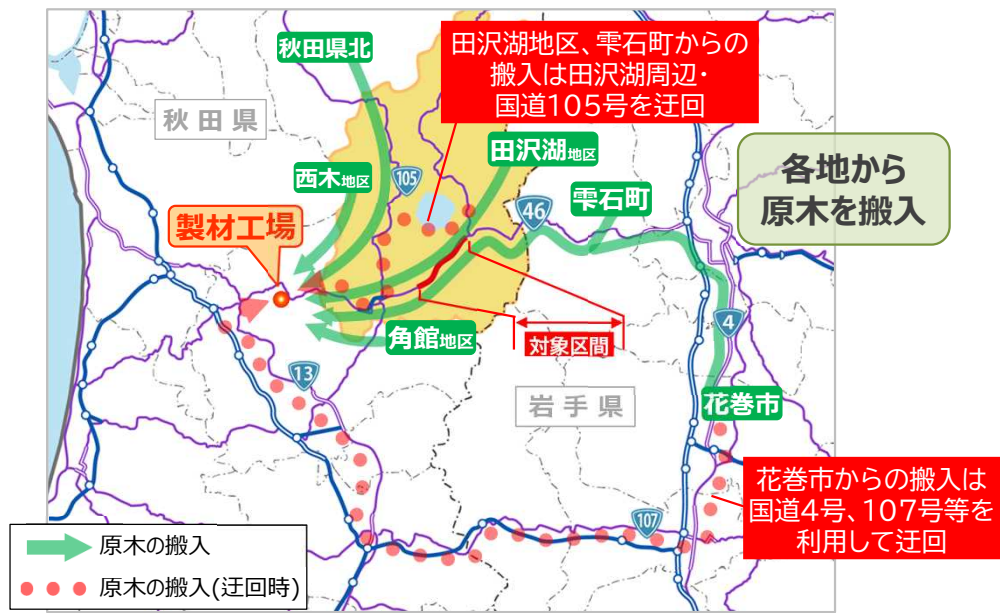 秋田県北
田沢湖地区、雫石町からの
搬入は田沢湖周辺・
国道105号を迂回
秋田県
西木地区
105
田沢湖地区
46
雫石町
各地から
原木を搬入
製材工場
角館地区
対象区間
4
13
岩手県
花巻市
107
花巻市からの搬入は
国道4号、107号等を
利用して迂回
原木の搬入
原木の搬入(迂回時)